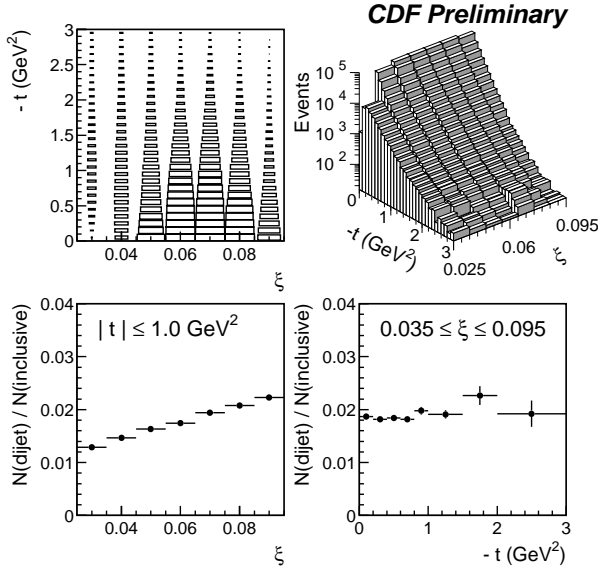 CDF Preliminary
- t (GeV²)
3
2.5
2
1.5
1
0.5
0
0.04 0.06 0.08
ξ
Events
10⁵
10⁴
10³
10²
0
1
2
3
-t (GeV²)
0.025
0.06
0.095
ξ
N(dijet) / N(inclusive)
0.04
0.03
0.02
0.01
0
| t | ≤ 1.0 GeV²
0.04 0.06 0.08
ξ
N(dijet) / N(inclusive)
0.04
0.03
0.02
0.01
0
0.035 ≤ ξ ≤ 0.095
0 1 2 3
- t (GeV²)